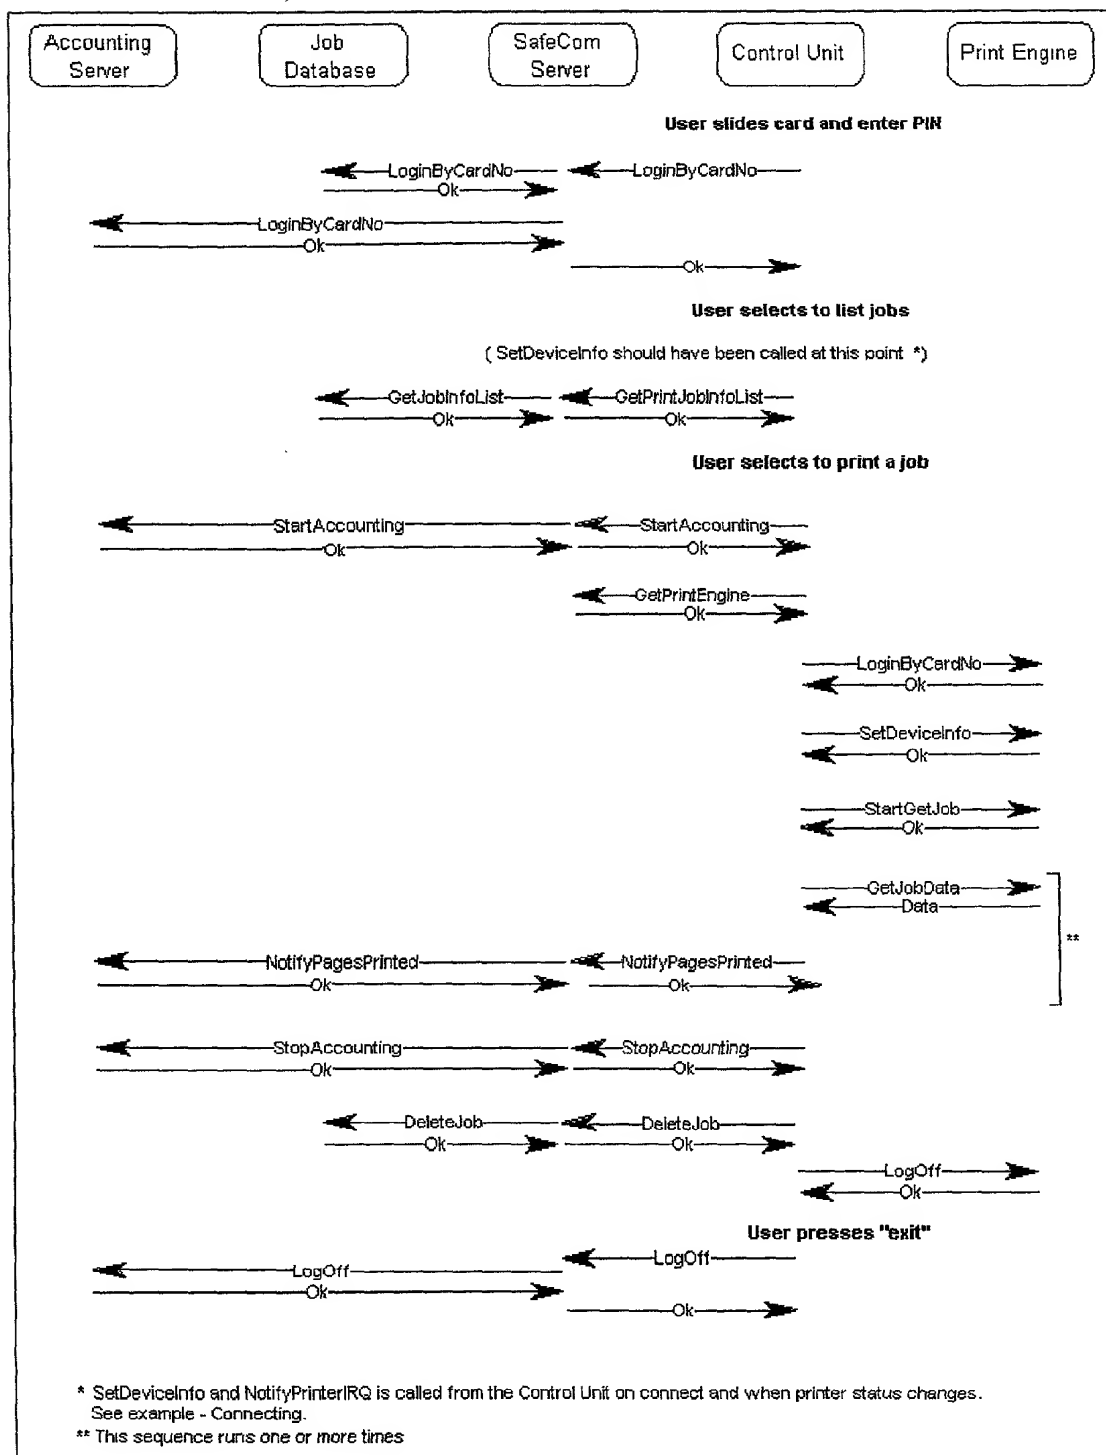 Accounting Server
Job Database
SafeCom Server
Control Unit
Print Engine
User slides card and enter PIN
LoginByCardNo LoginByCardNo
Ok
LoginByCardNo
Ok
Ok
User selects to list jobs
( SetDeviceInfo should have been called at this point *)
GetJobInfoList GetPrintJobInfoList
Ok Ok
User selects to print a job
StartAccounting StartAccounting
Ok Ok
GetPrintEngine
Ok
LoginByCardNo
Ok
SetDeviceInfo
Ok
StartGetJob
Ok
GetJobData
Data
**
NotifyPagesPrinted NotifyPagesPrinted
Ok Ok
StopAccounting StopAccounting
Ok Ok
DeleteJob DeleteJob
Ok Ok
LogOff
Ok
User presses "exit"
LogOff
LogOff
Ok
Ok
* SetDeviceInfo and NotifyPrinterIRQ is called from the Control Unit on connect and when printer status changes.
See example - Connecting.
** This sequence runs one or more times